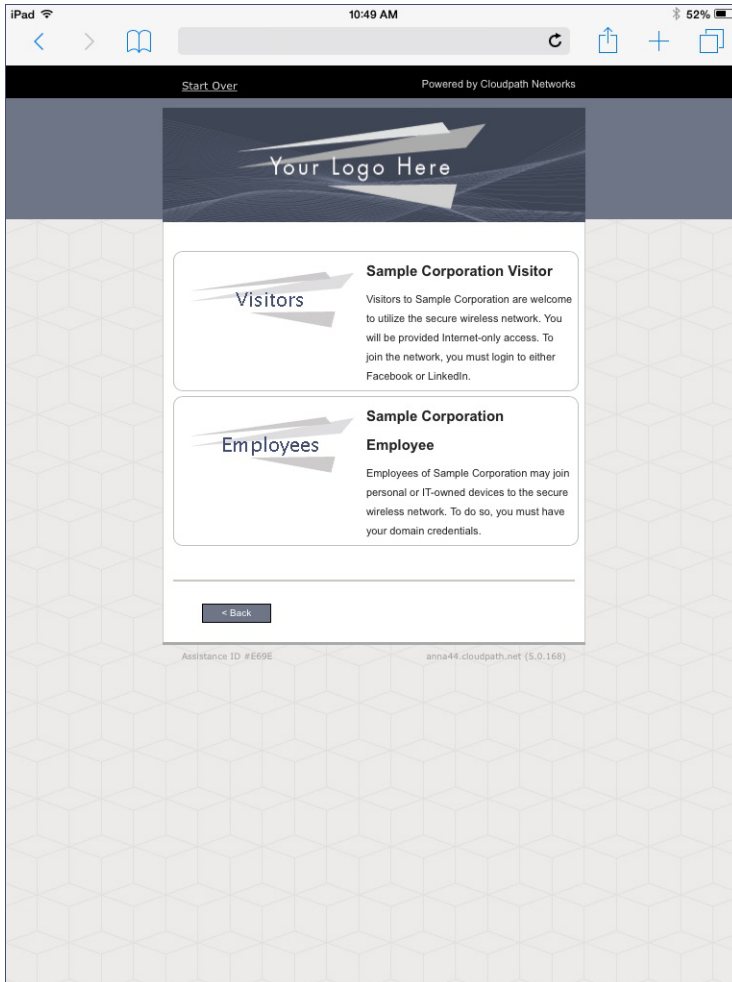 iPad 10:49 AM 52%
Start Over Powered by Cloudpath Networks
Your Logo Here
Visitors
Sample Corporation Visitor
Visitors to Sample Corporation are welcome
to utilize the secure wireless network. You
will be provided Internet-only access. To
join the network, you must login to either
Facebook or LinkedIn.
Employees
Sample Corporation
Employee
Employees of Sample Corporation may join
personal or IT-owned devices to the secure
wireless network. To do so, you must have
your domain credentials.
< Back
Assistance ID #E69E anna44.cloudpath.net (5.0.168)